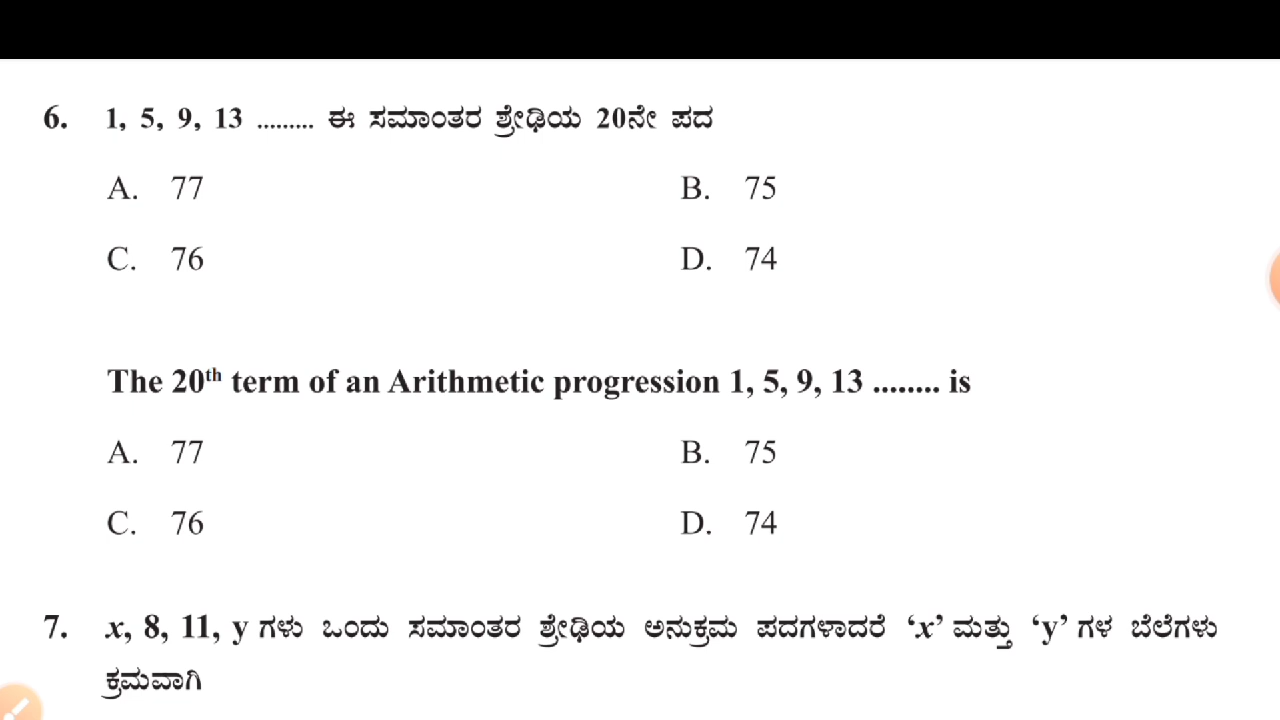 6. 1, 5, 9, 13 ......... ಈ ಸಮಾಂತರ ಶ್ರೇಢಿಯ 20ನೇ ಪದ
A. 77 B. 75
C. 76 D. 74
The 20th term of an Arithmetic progression 1, 5, 9, 13 ........ is
A. 77 B. 75
C. 76 D. 74
7. x, 8, 11, y ಗಳು ಒಂದು ಸಮಾಂತರ ಶ್ರೇಢಿಯ ಅನುಕ್ರಮ ಪದಗಳಾದರೆ ‘x’ ಮತ್ತು ‘y’ ಗಳ ಬೆಲೆಗಳು
ಕ್ರಮವಾಗಿ